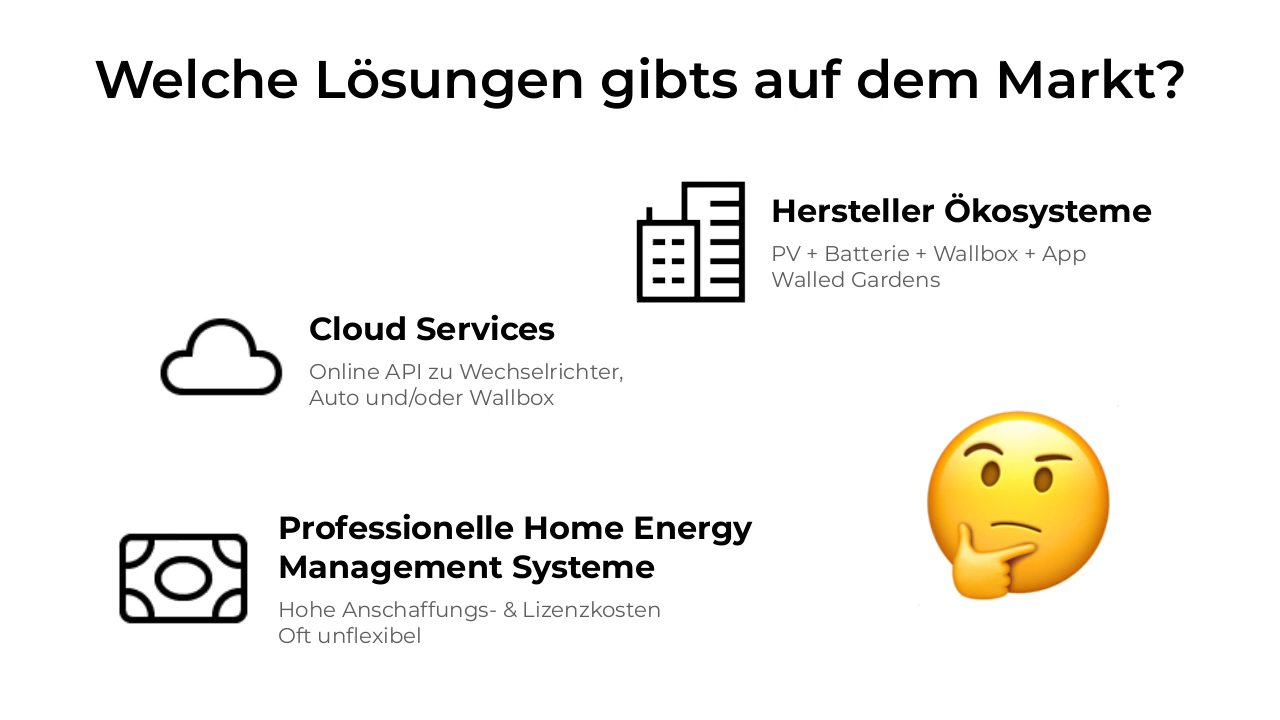 Welche Lösungen gibts auf dem Markt?
Hersteller Ökosysteme
PV + Batterie + Wallbox + App
Walled Gardens
Cloud Services
Online API zu Wechselrichter,
Auto und/oder Wallbox
Professionelle Home Energy
Management Systeme
Hohe Anschaffungs- & Lizenzkosten
Oft unflexibel